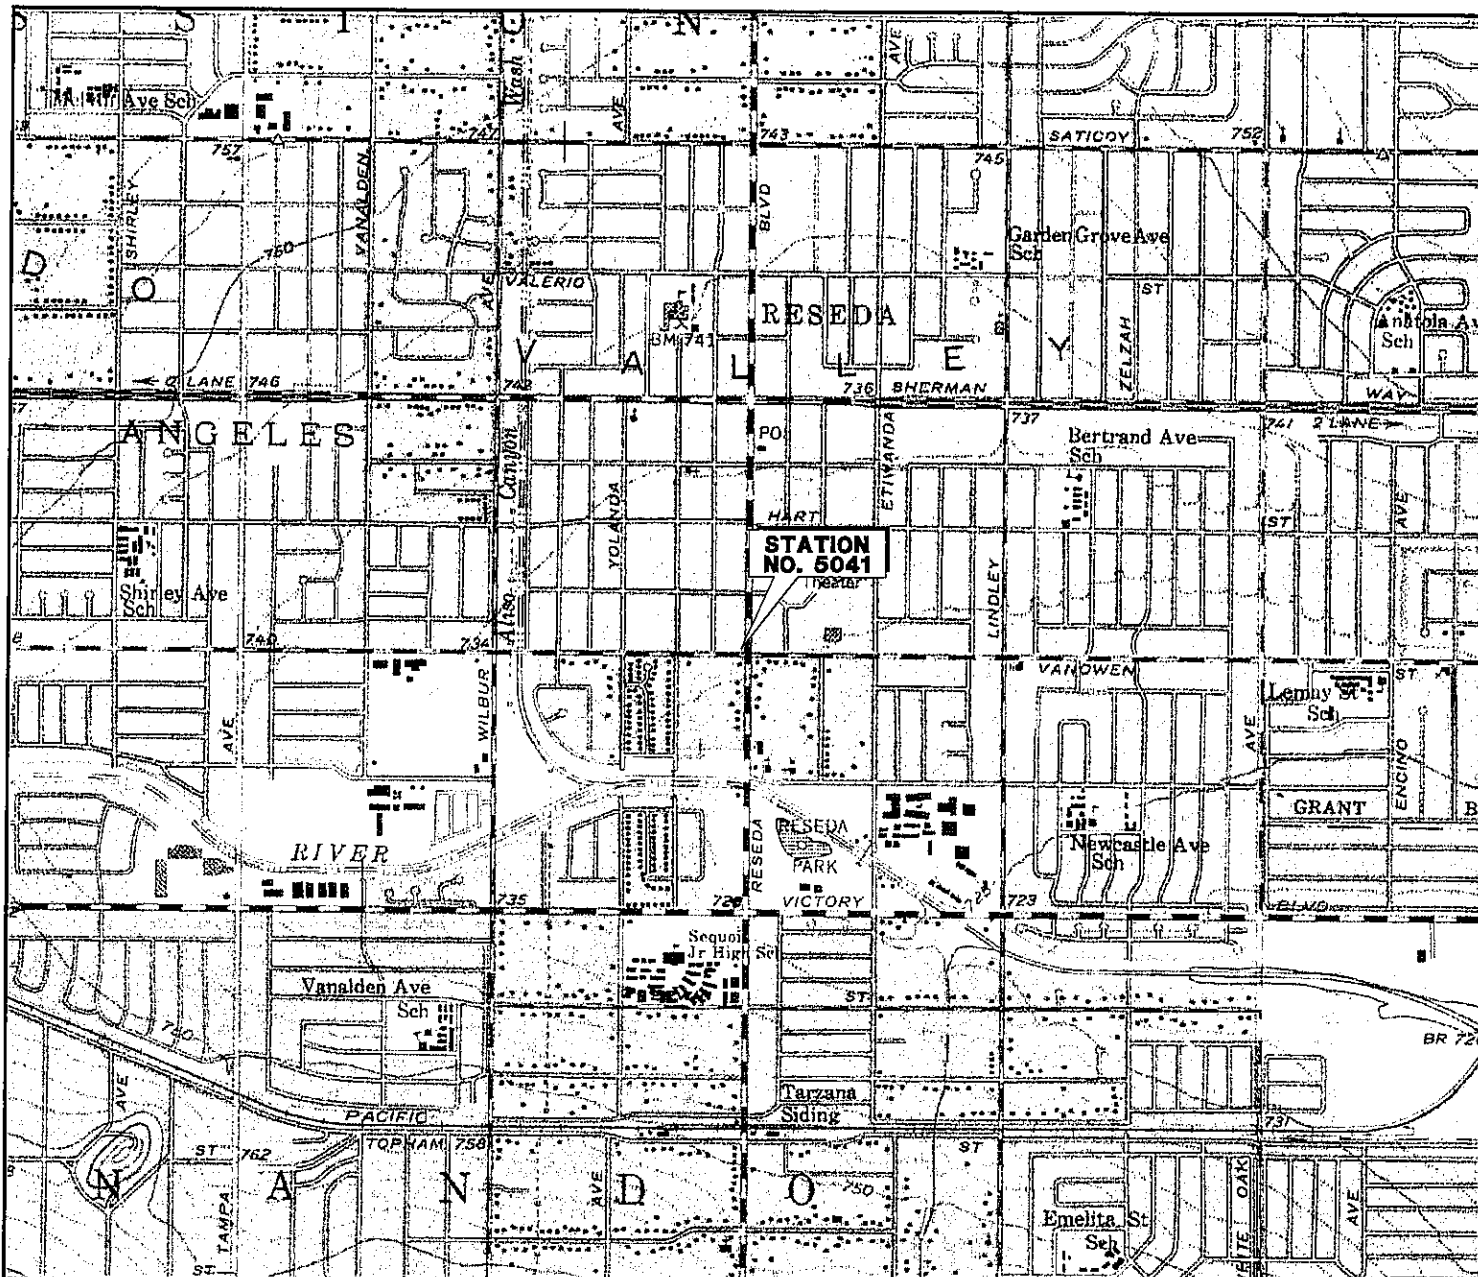 S I O N
Wash
AVE
AVE
Ave Sch
747
743
SATICOY
752
757
745
SHIRLEY
VANALDEN
BLVD
Garden Grove Ave
Sch
D
O
760
AVE
VALERIO
ST
RESEDA
BM 741
Anatola Av
Sch
V A L L E Y
ZELZAH
2 LANE
746
742
736
SHERMAN
WAY
737
741
2 LANE
ANGELES
PO
ETIWANDA
Bertrand Ave
Sch
Canyon
YOLANDA
HART
ST
AVE
STATION
NO. 5041
Theater
Shirley Ave
Sch
Aliso
LINDLEY
740
734
VANOWEN
ST
WILBUR
Lemay St
Sch
AVE
AVE
ENCINO
GRANT
B
RIVER
RESEDA
RESEDA
PARK
Newcastle Ave
Sch
735
728
VICTORY
725
723
BLVD
Sequoia
Jr High Sch
Vanalden Ave
Sch
ST
750
BR 726
AVE
PACIFIC
Tarzana
Siding
731
ST
762
TOPHAM
758
ST
N A N D O
AVE
750
TAMPA
Emelita St
Sch
WHITE OAK
AVE
ST